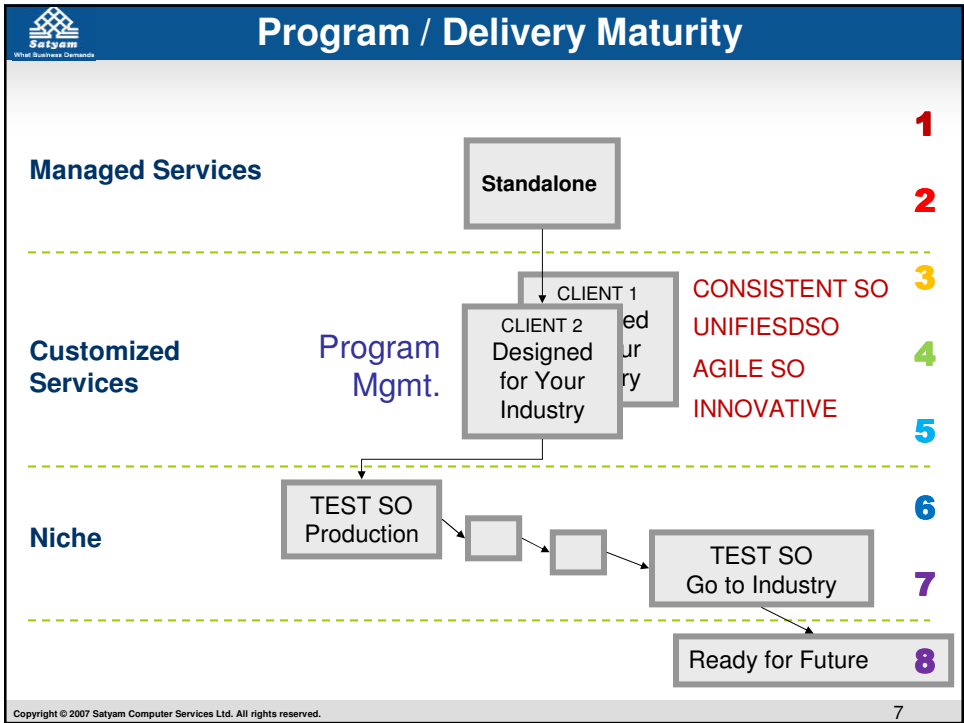 Satyam
What Business Demands
Program / Delivery Maturity
1
Managed Services
Standalone
2
3
CLIENT 1
ed
ur
ry
CLIENT 2
Designed
for Your
Industry
CONSISTENT SO
UNIFIESDSO
AGILE SO
INNOVATIVE
Program
Mgmt.
Customized
Services
4
5
TEST SO
Production
6
Niche
TEST SO
Go to Industry
7
Ready for Future
8
Copyright © 2007 Satyam Computer Services Ltd. All rights reserved.
7